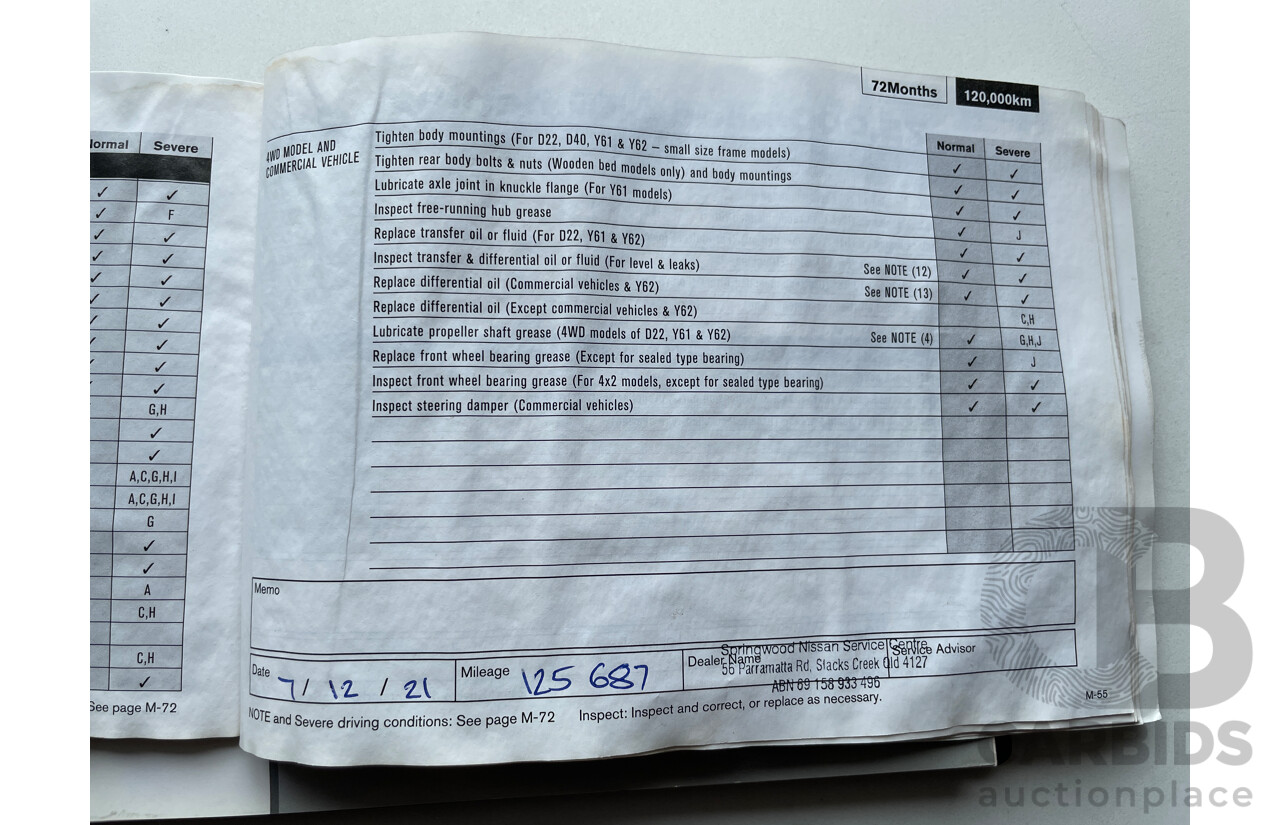 Normal Severe
✓ ✓
✓ F
✓ ✓
✓ ✓
✓ ✓
✓ ✓
✓ ✓
✓ ✓
✓ ✓
✓ ✓
G,H
✓
✓
A,C,G,H,I
A,C,G,H,I
G
✓
✓
A
C,H
C,H
✓
See page M-72
72Months 120,000km
4WD MODEL AND
COMMERCIAL VEHICLE
Normal Severe
Tighten body mountings (For D22, D40, Y61 & Y62 – small size frame models) ✓ ✓
Tighten rear body bolts & nuts (Wooden bed models only) and body mountings ✓ ✓
Lubricate axle joint in knuckle flange (For Y61 models) ✓ ✓
Inspect free-running hub grease ✓ J
Replace transfer oil or fluid (For D22, Y61 & Y62) ✓ ✓
Inspect transfer & differential oil or fluid (For level & leaks) See NOTE (12) ✓ ✓
Replace differential oil (Commercial vehicles & Y62) See NOTE (13) ✓ ✓
Replace differential oil (Except commercial vehicles & Y62) C,H
Lubricate propeller shaft grease (4WD models of D22, Y61 & Y62) See NOTE (4) ✓ G,H,J
Replace front wheel bearing grease (Except for sealed type bearing) ✓ J
Inspect front wheel bearing grease (For 4x2 models, except for sealed type bearing) ✓ ✓
Inspect steering damper (Commercial vehicles) ✓ ✓
Memo
Date 7/ 12 / 21 Mileage 125 687 Dealer Name Service Advisor
Springwood Nissan Service Centre
56 Parramatta Rd, Slacks Creek Qld 4127
ABN 69 158 933 496
NOTE and Severe driving conditions: See page M-72 Inspect: Inspect and correct, or replace as necessary.
M-55
CARBIDS
auctionplace